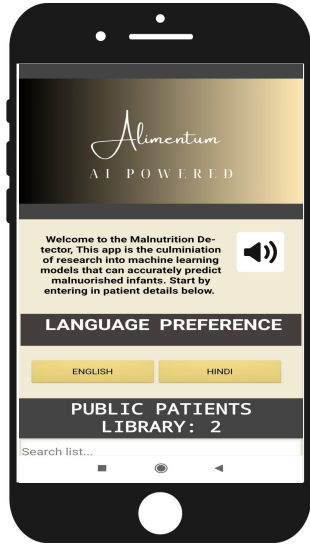 Alimentum
AI POWERED
Welcome to the Malnutrition De-
tector, This app is the culminiation
of research into machine learning
models that can accurately predict
malnuorished infants. Start by
entering in patient details below.
LANGUAGE PREFERENCE
ENGLISH HINDI
PUBLIC PATIENTS
LIBRARY: 2
Search list...